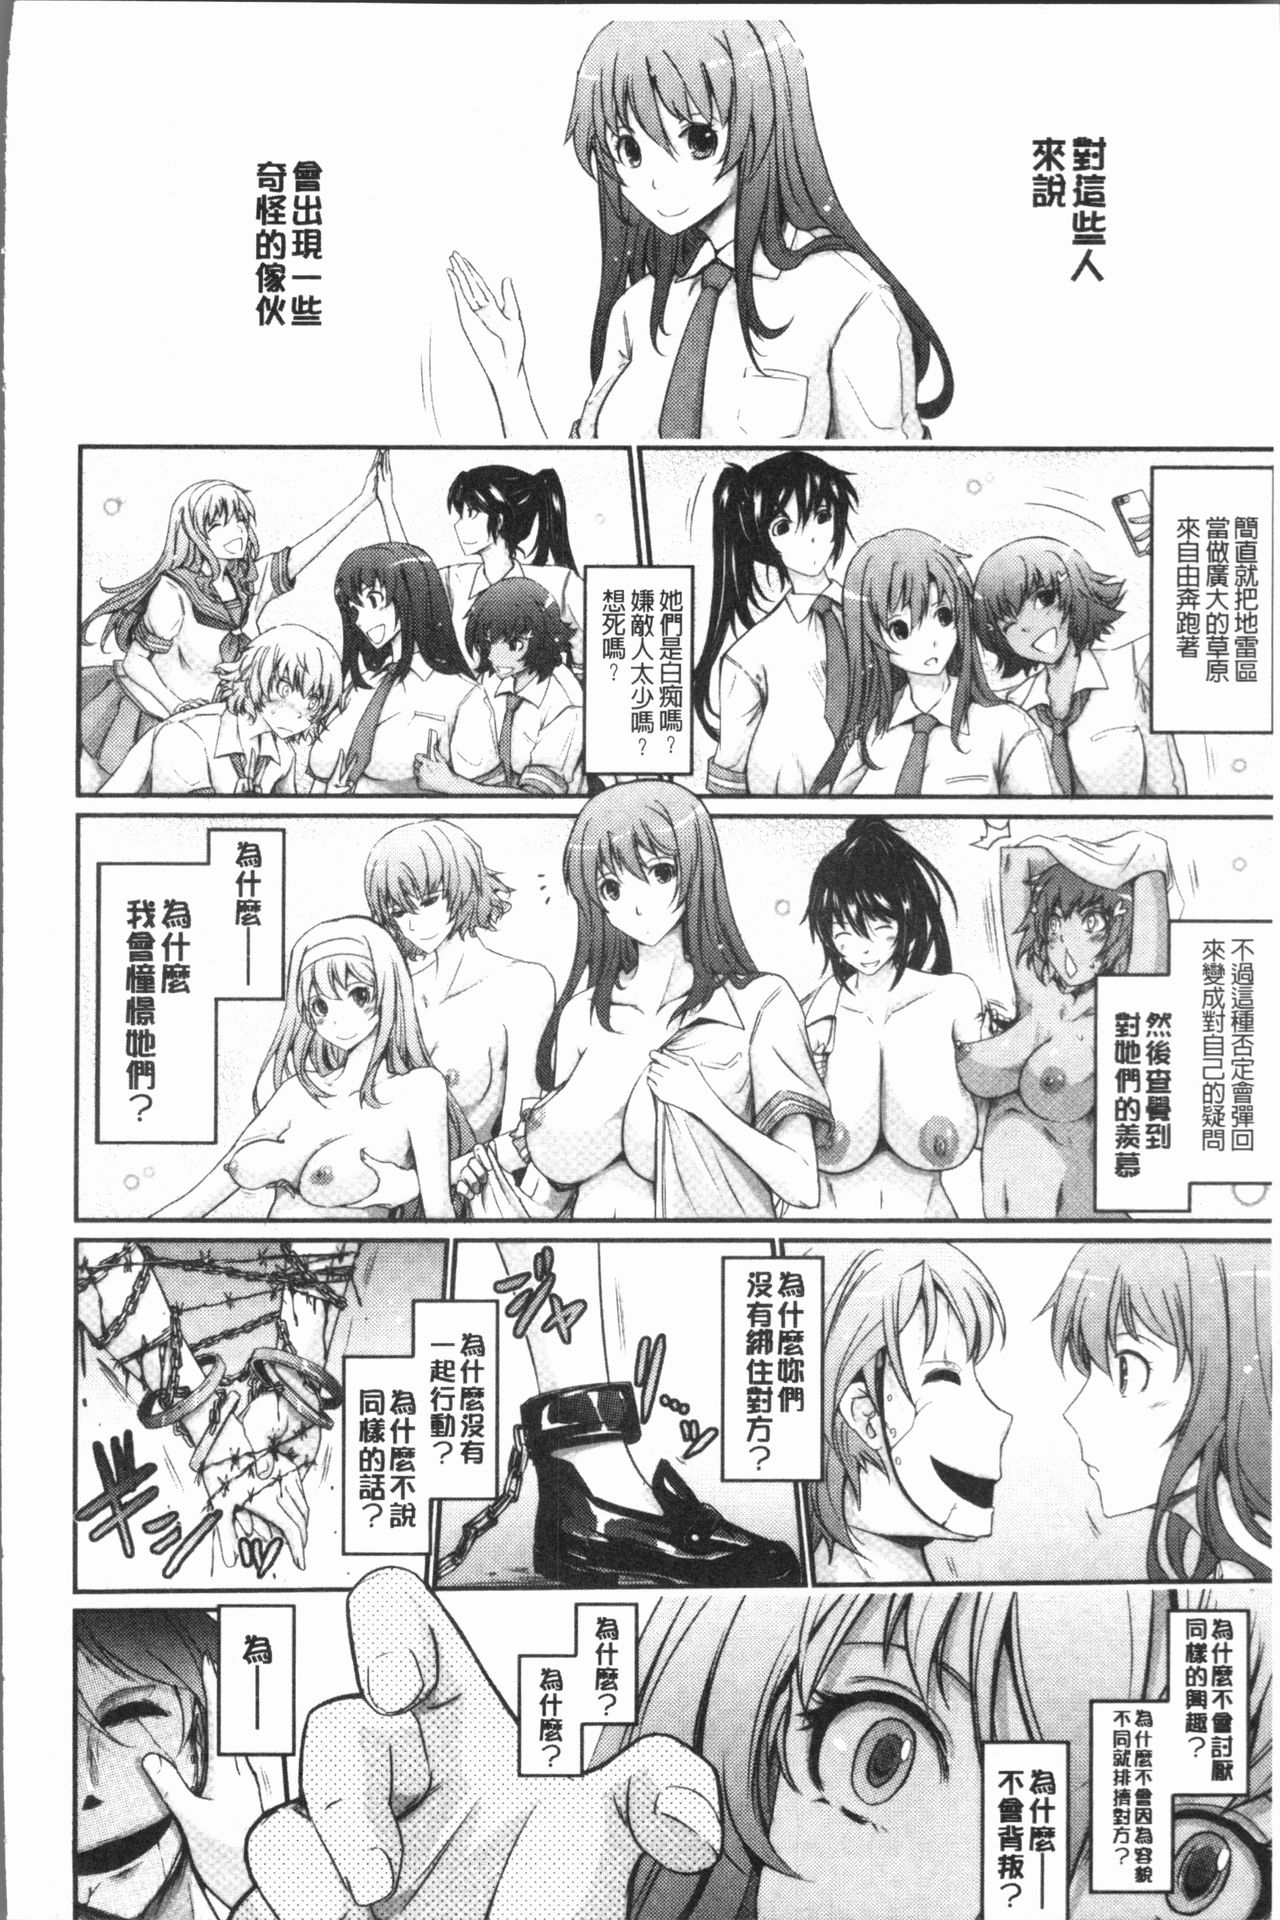 對這些人
來說
會出現一些
奇怪的傢伙
簡直就把地雷區
當做廣大的草原
來自由奔跑著
她們是白痴嗎？
嫌敵人太少嗎？
想死嗎？
不過這種否定會彈回
來變成對自己的疑問
然後查覺到
對她們的羨慕
為什麼——
為什麼
我會憧憬她們？
為什麼妳們
沒有綁住對方？
ジャッ
為什麼沒有
一起行動？
為什麼不說
同樣的話？
為什麼不會討厭
同樣的興趣？
為什麼不會因為容貌
不同就排擠對方？
為什麼——
不會背叛？
為什麼？
為什麼？
為——